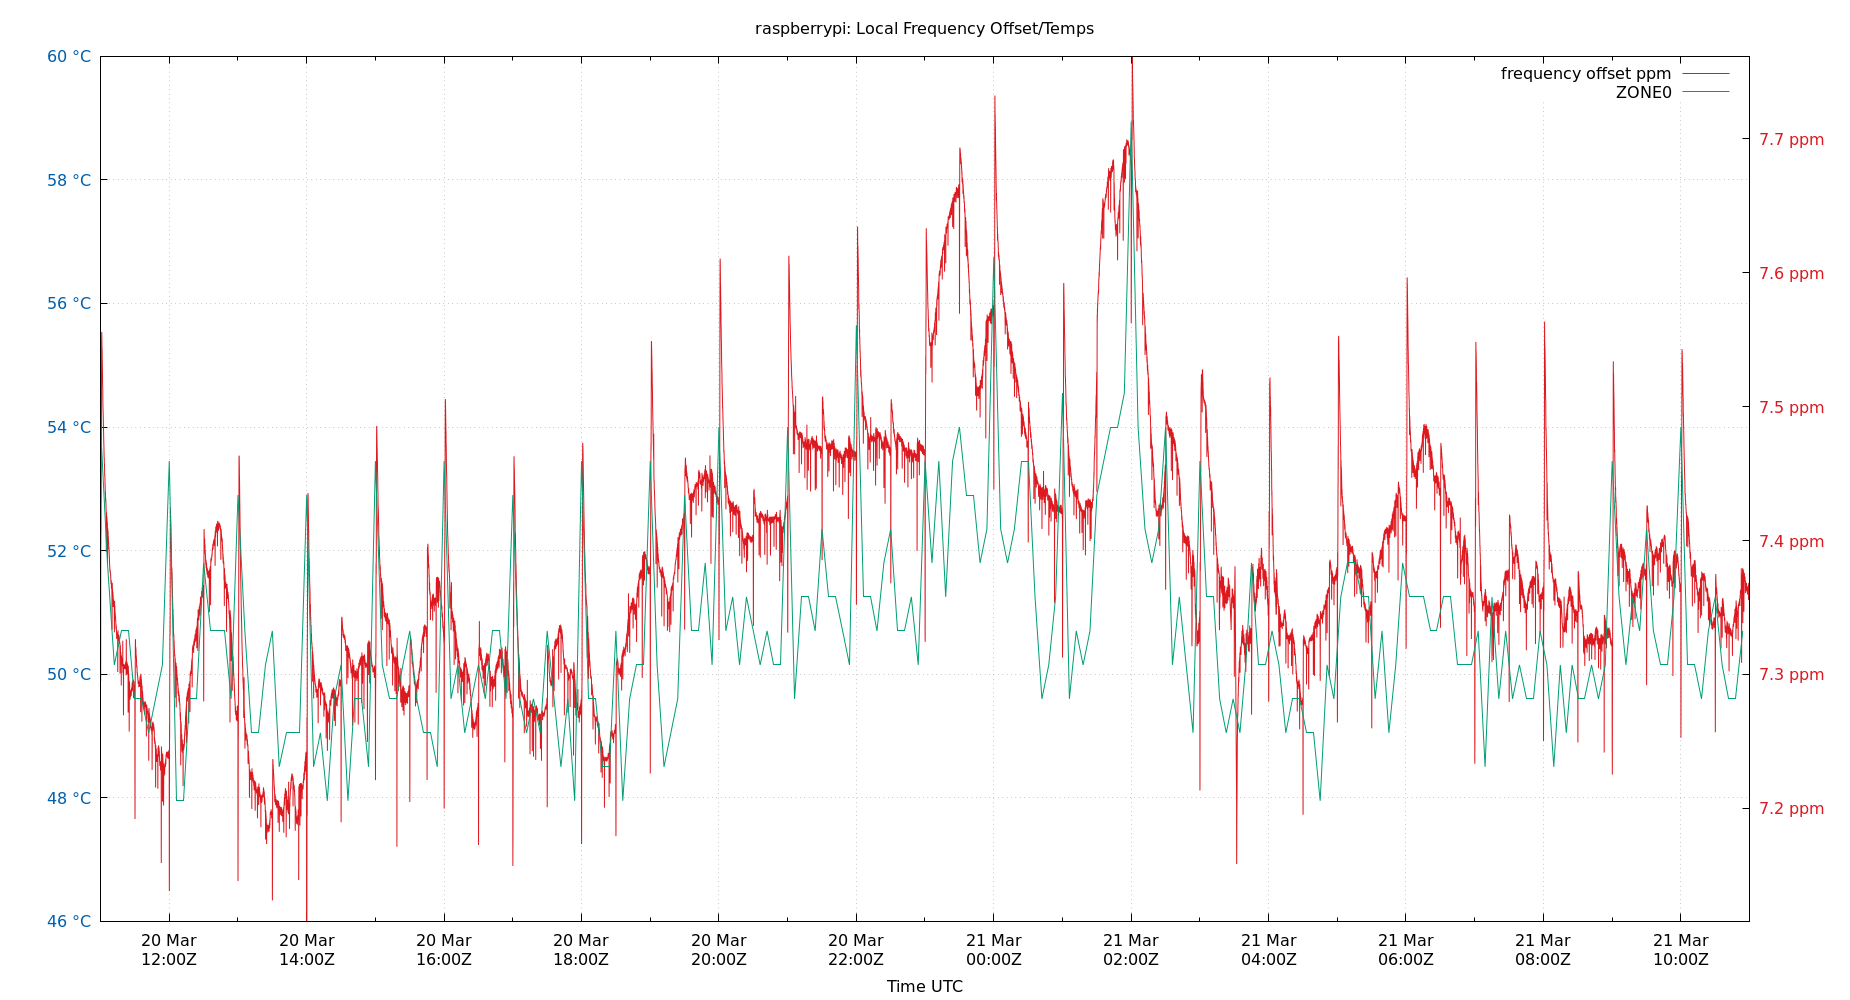 raspberrypi: Local Frequency Offset/Temps
frequency offset ppm
ZONE0
60 °C
58 °C
56 °C
54 °C
52 °C
50 °C
48 °C
46 °C
7.7 ppm
7.6 ppm
7.5 ppm
7.4 ppm
7.3 ppm
7.2 ppm
20 Mar
12:00Z
20 Mar
14:00Z
20 Mar
16:00Z
20 Mar
18:00Z
20 Mar
20:00Z
20 Mar
22:00Z
21 Mar
00:00Z
21 Mar
02:00Z
21 Mar
04:00Z
21 Mar
06:00Z
21 Mar
08:00Z
21 Mar
10:00Z
Time UTC